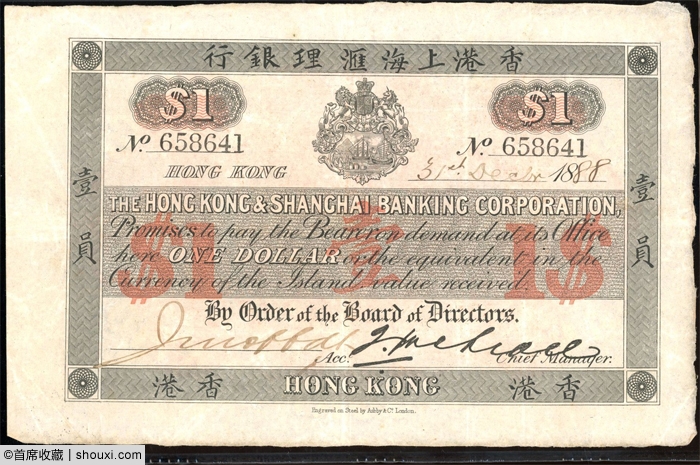 行銀理滙海上港香
$1 $1
No 658641 No 658641
HONG KONG 31st Decbr 1888
THE HONG KONG & SHANGHAI BANKING CORPORATION,
Promises to pay the Bearer on demand at its Office
here ONE DOLLAR or the equivalent in the
Currency of the Island value received.
$1 壹 1$
By Order of the Board of Directors.
Acc. Chief Manager.
壹員
壹員
港香 HONG KONG 港香
Engraved on Steel by Ashby & Co. London.
©首席收藏 | shouxi.com